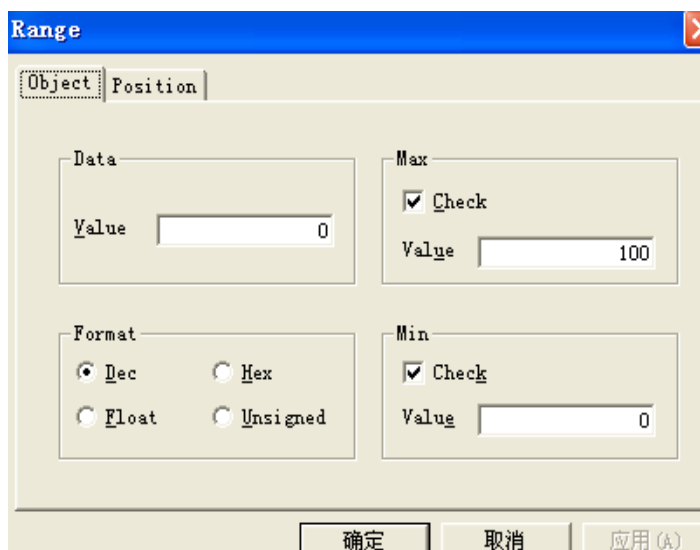 Range
Object Position
Data
Value 0
Max
Check
Value 100
Format
Dec Hex
Float Unsigned
Min
Check
Value 0
确定 取消 应用(A)